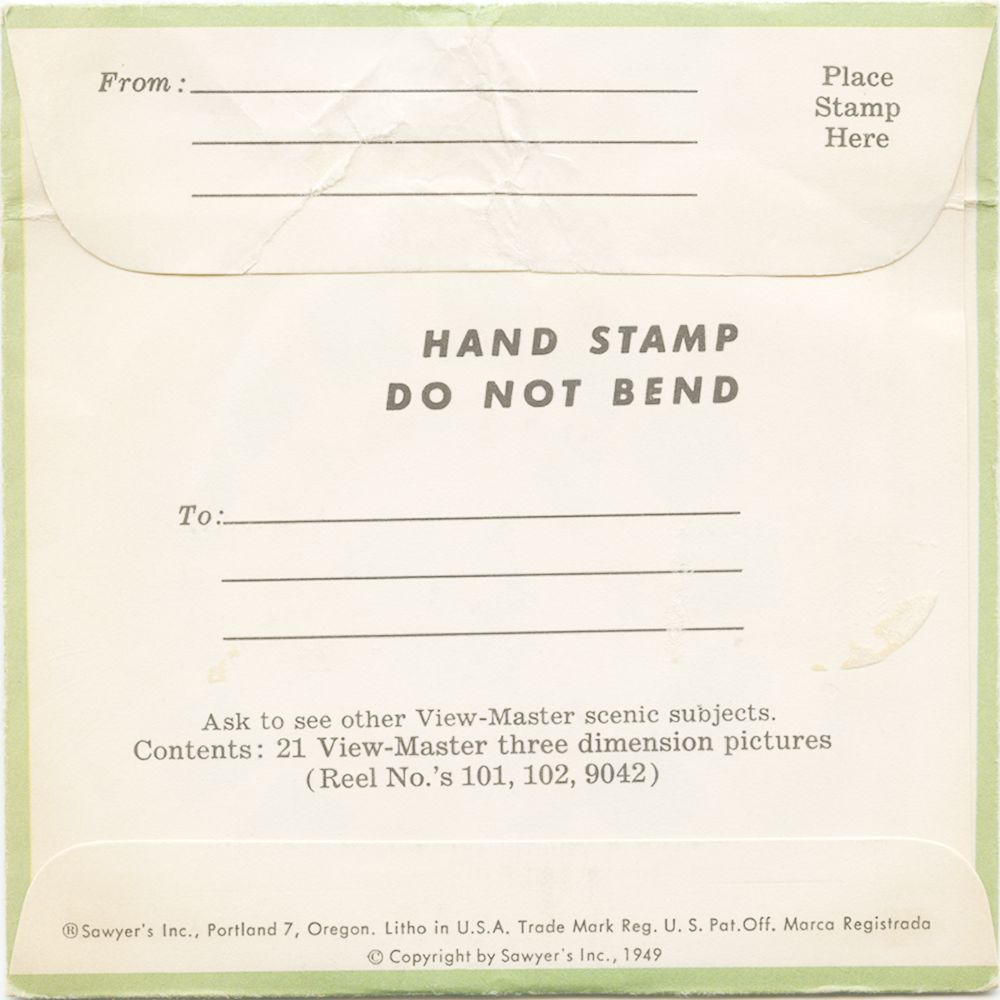 From:
Place
Stamp
Here
HAND STAMP
DO NOT BEND
To:
Ask to see other View-Master scenic subjects.
Contents: 21 View-Master three dimension pictures
(Reel No.'s 101, 102, 9042)
®Sawyer's Inc., Portland 7, Oregon. Litho in U.S.A. Trade Mark Reg. U. S. Pat.Off. Marca Registrada
© Copyright by Sawyer's Inc., 1949